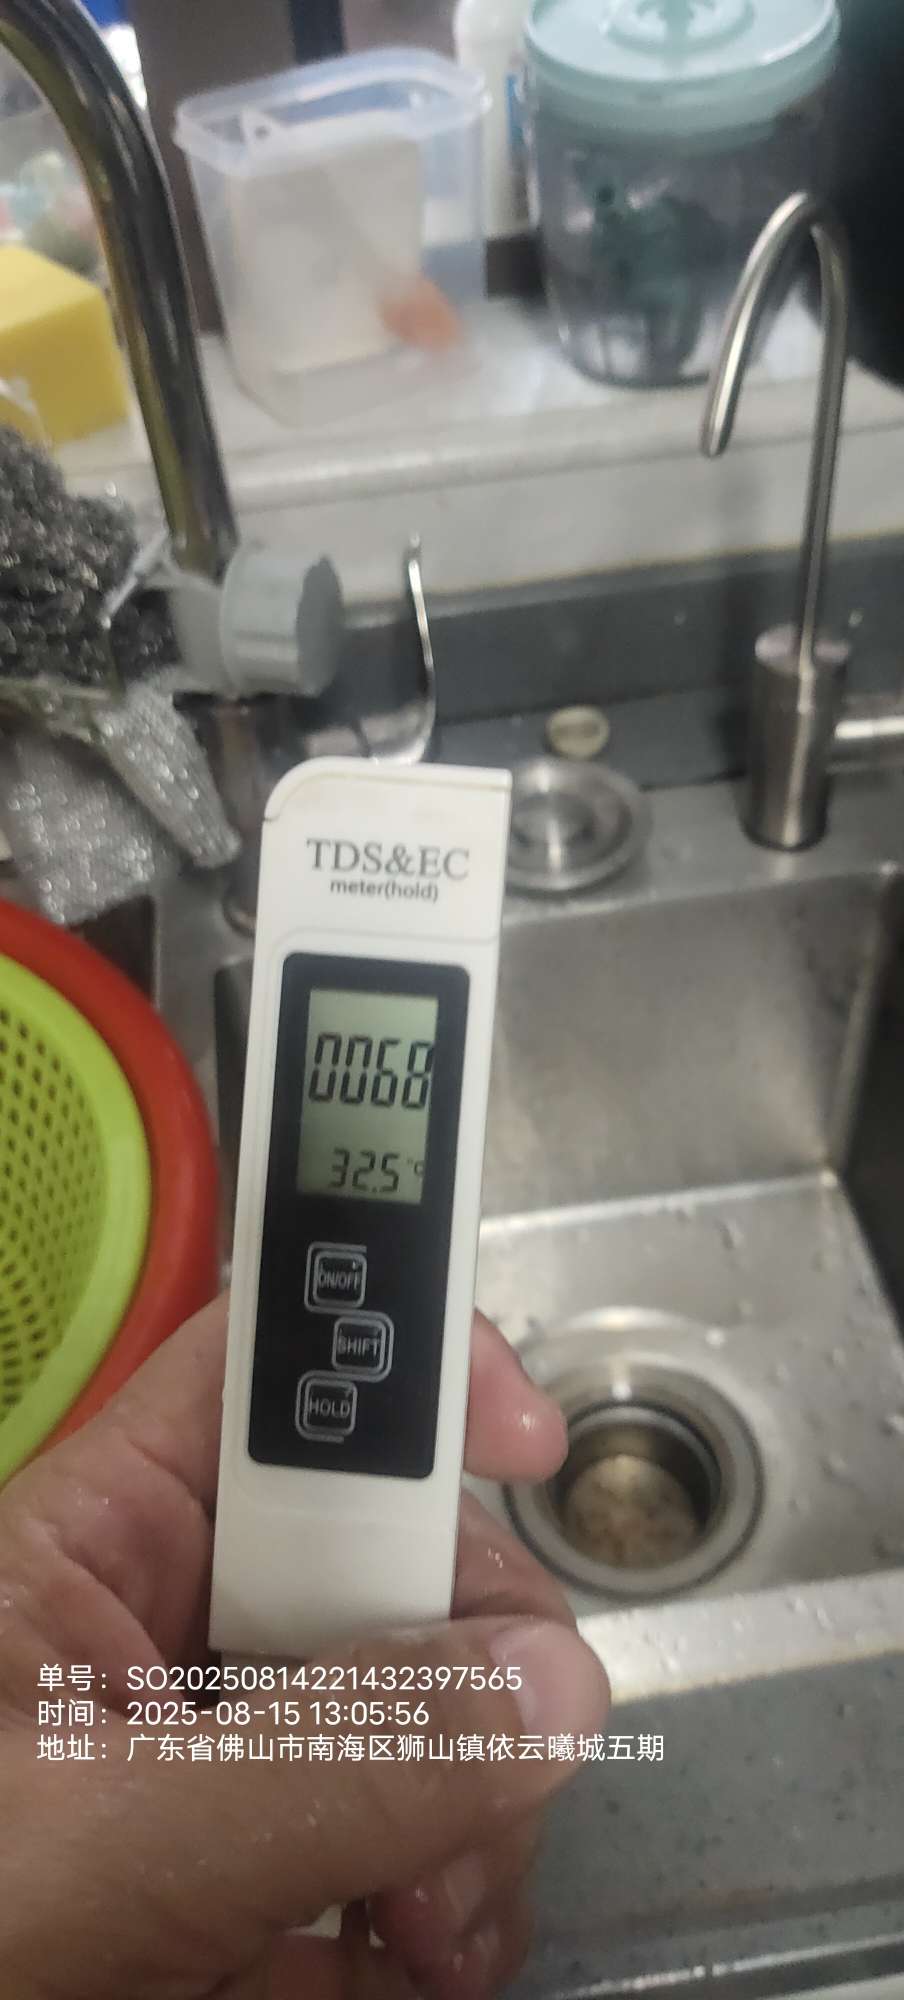 TDS&EC
meter(hold)
0068
32.5 °C
ON/OFF
SHIFT
HOLD
单号：SO20250814221432397565
时间：2025-08-15 13:05:56
地址：广东省佛山市南海区狮山镇依云曦城五期